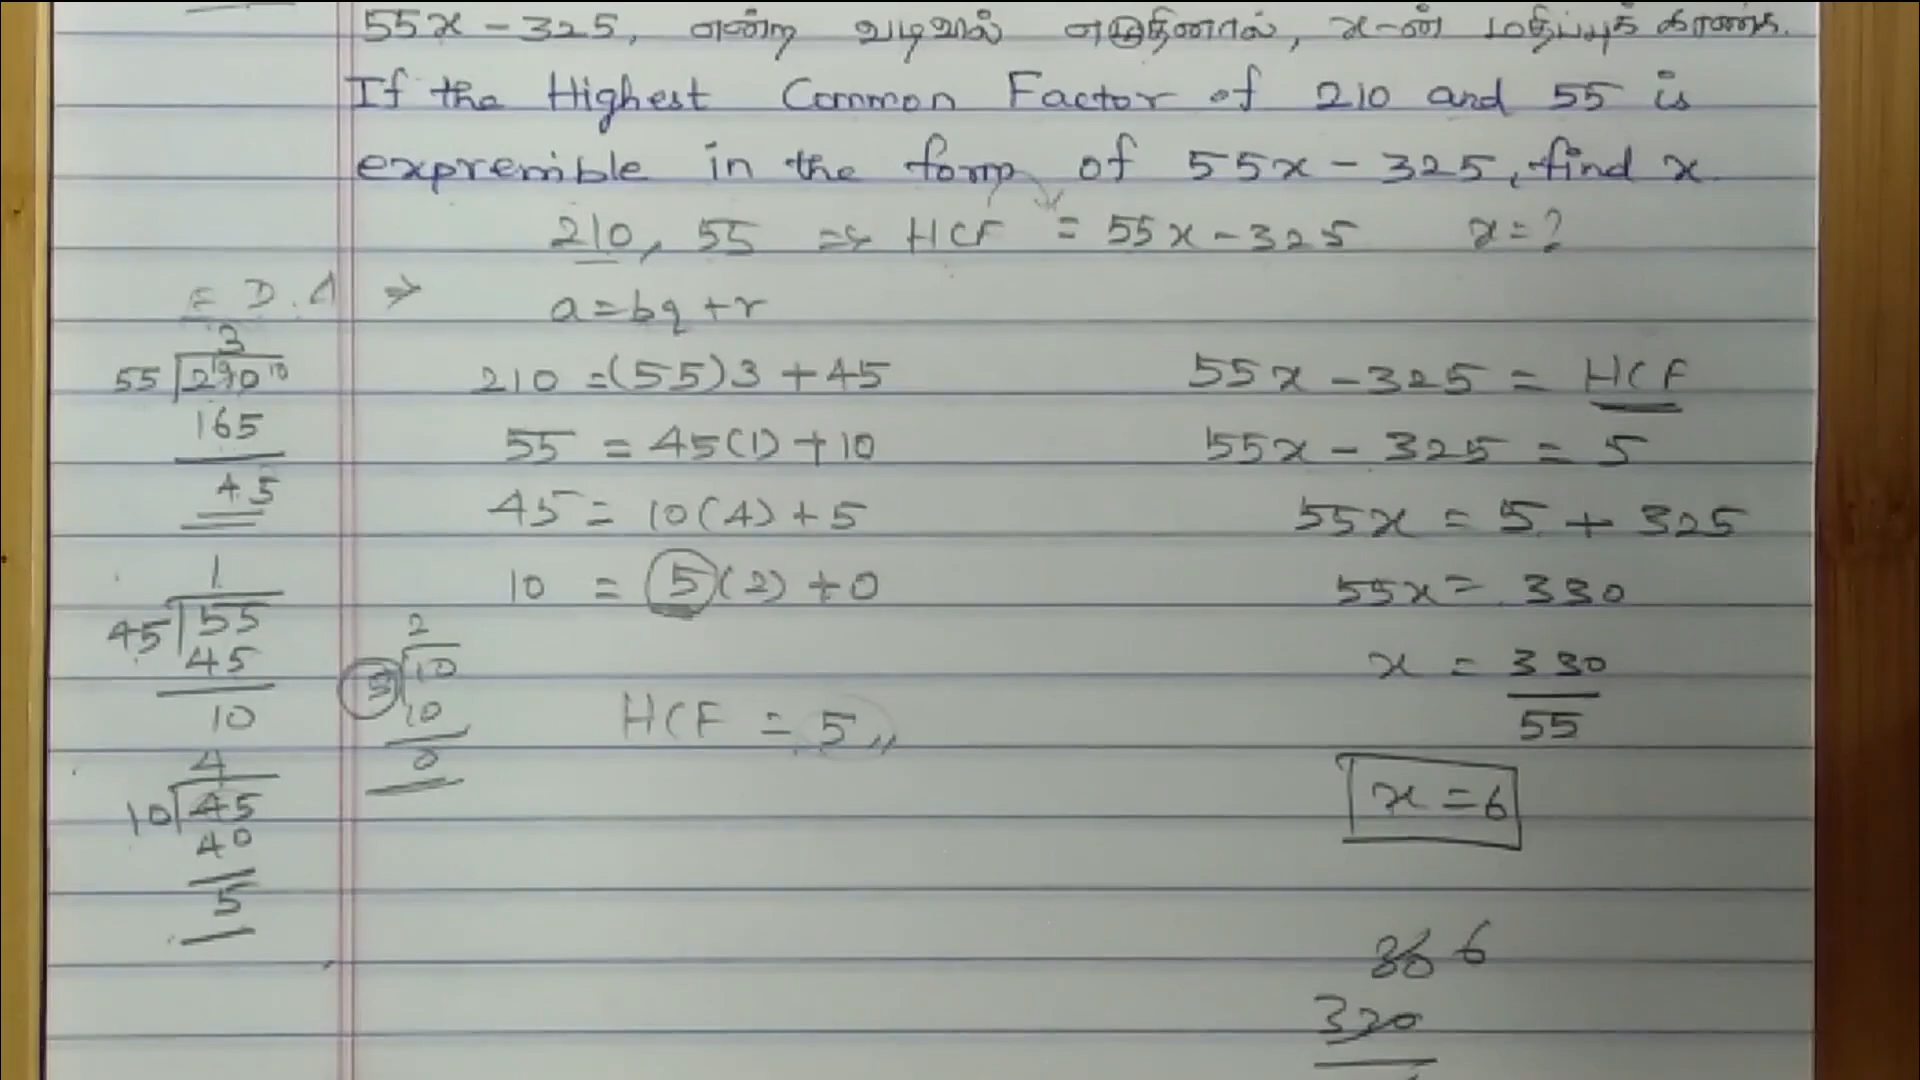 55x - 325, என்ற வடிவில் எழுதினால், x-ன் மதிப்புக் காண்க.
If the Highest Common Factor of 210 and 55 is
expressible in the form of 55x - 325, find x.
210, 55 => HCF = 55x - 325 x = ?
E D. A => a = bq + r
3
55 210
165
45
210 = (55)3 + 45
55 = 45(1) + 10
45 = 10(4) + 5
10 = 5(2) + 0
HCF = 5,,
1
45 55
45
10
4
10 45
40
5
2
5 10
10
0
55x - 325 = HCF
55x - 325 = 5
55x = 5 + 325
55x = 330
x = 330
55
x = 6
6
330